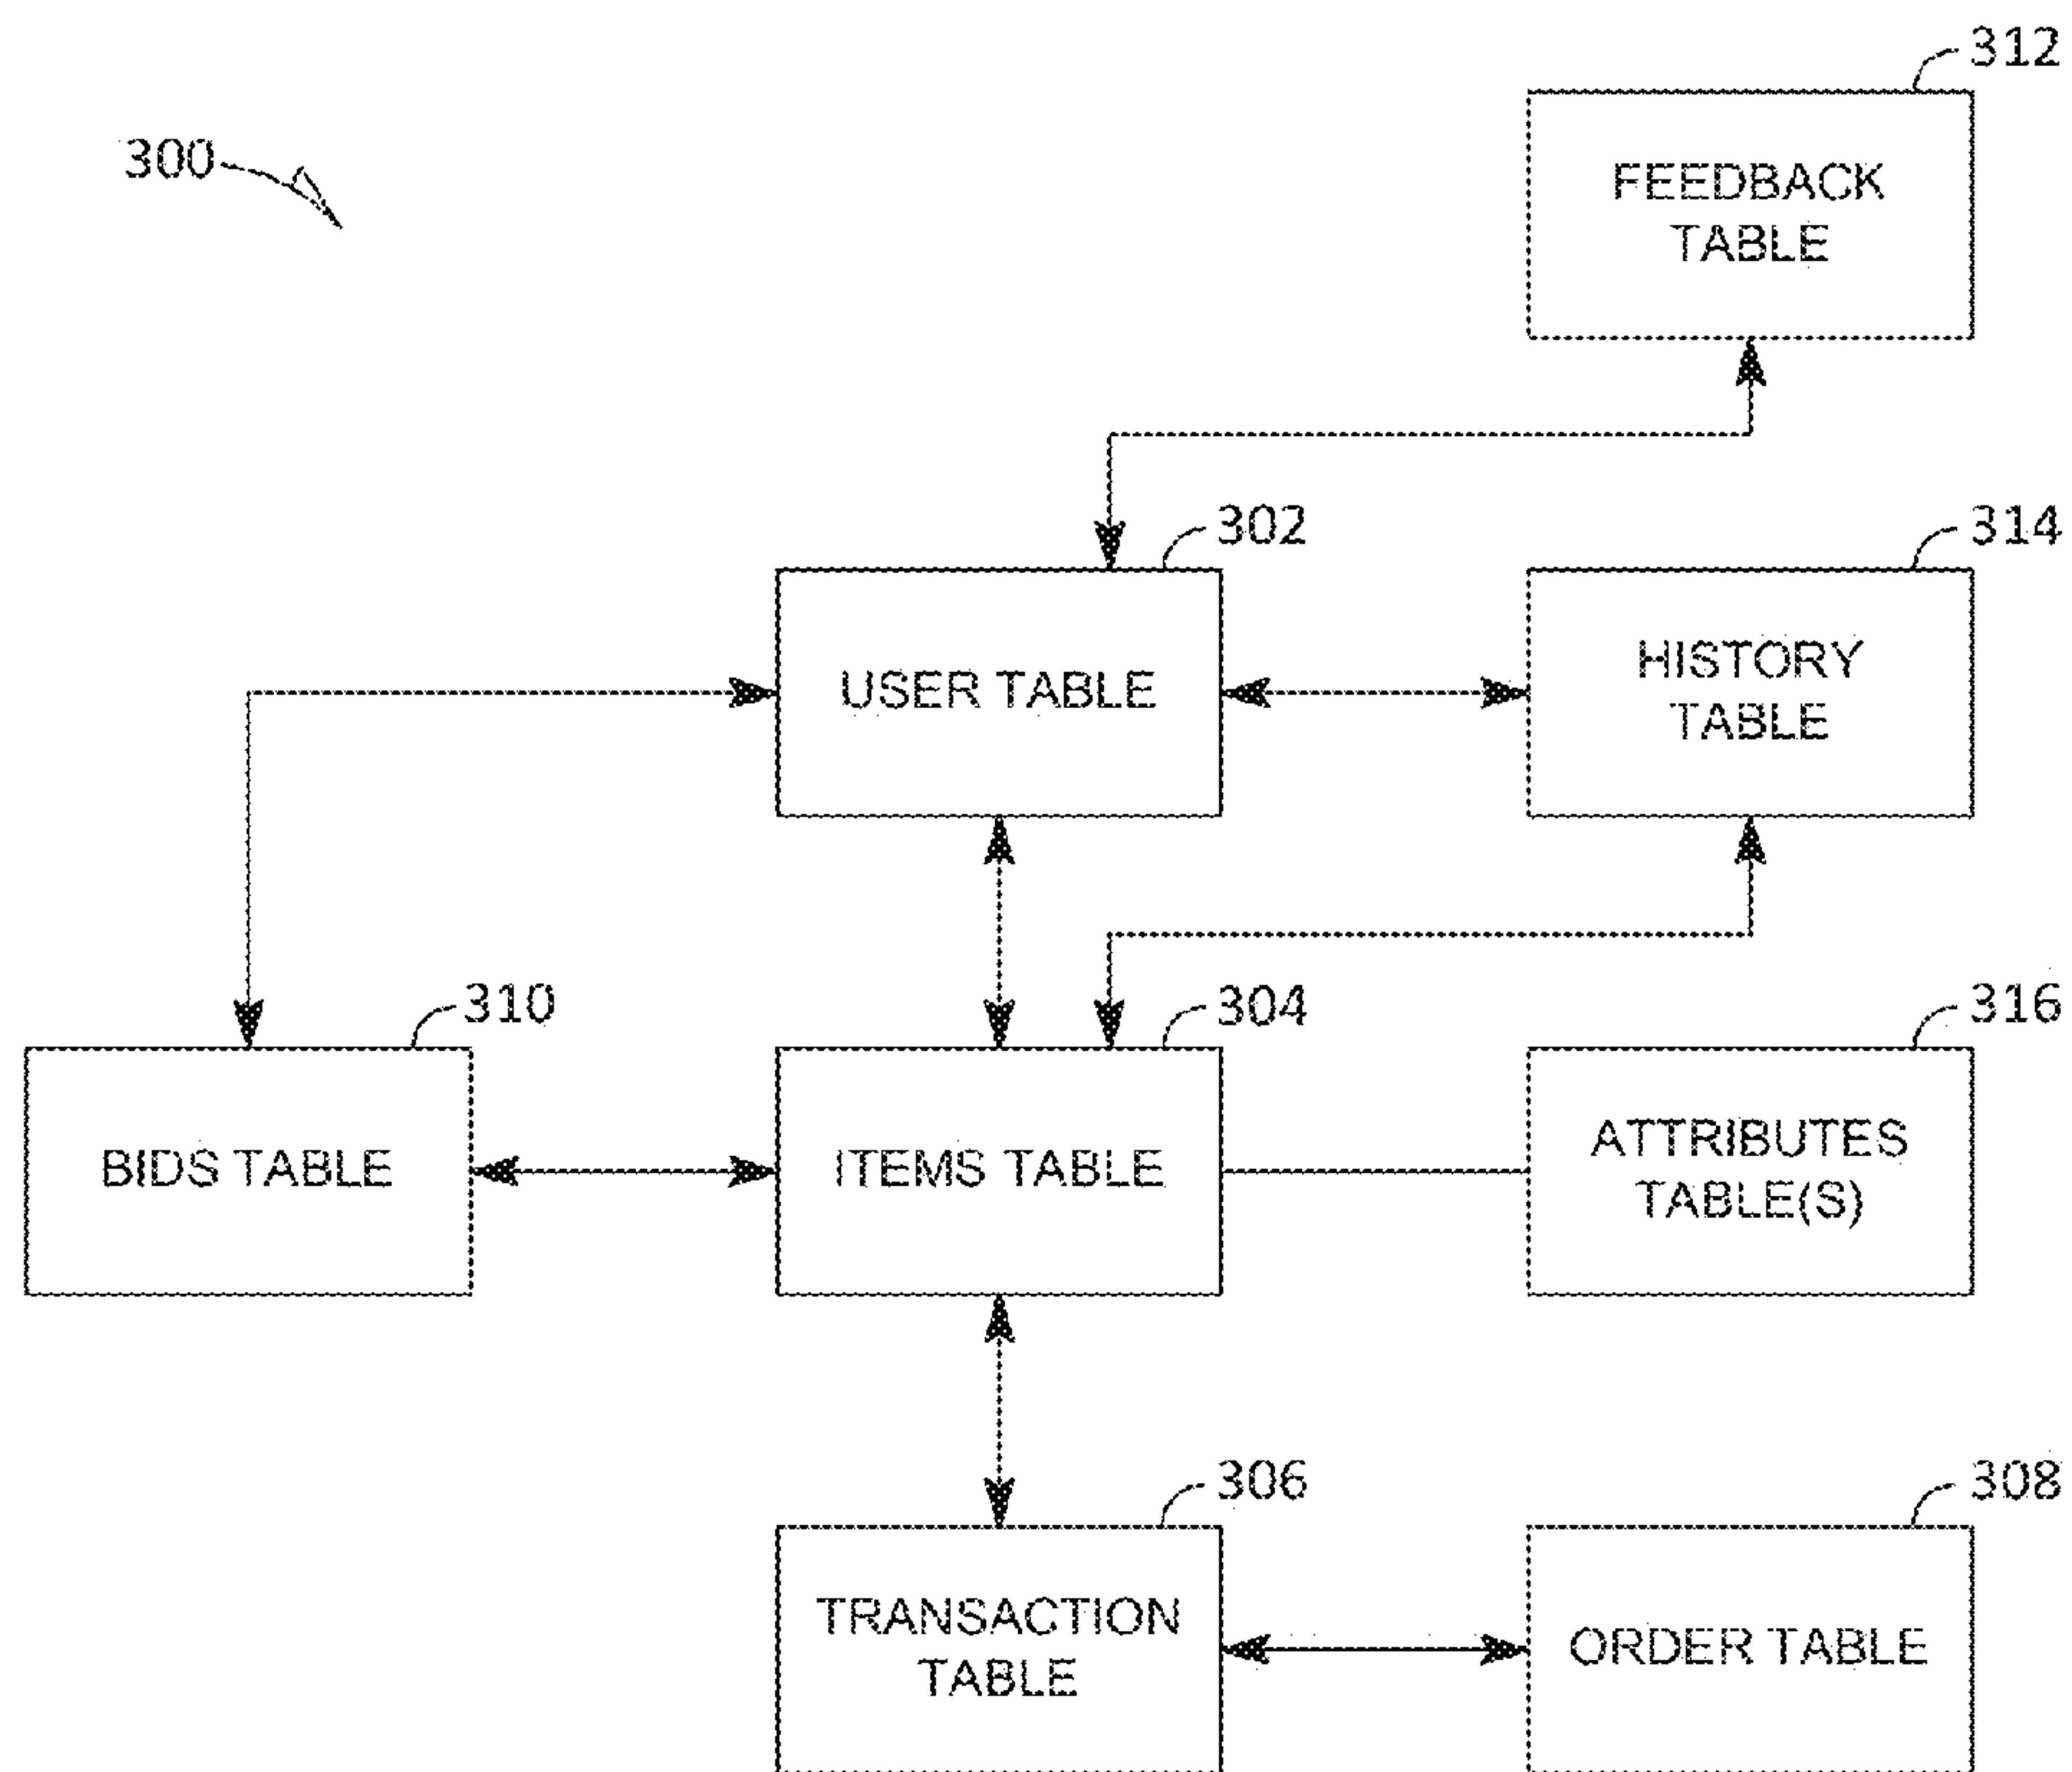 312
300
FEEDBACK
TABLE
302
314
USER TABLE
HISTORY
TABLE
310
304
316
BIDS TABLE
ITEMS TABLE
ATTRIBUTES
TABLE(S)
306
308
TRANSACTION
TABLE
ORDER TABLE